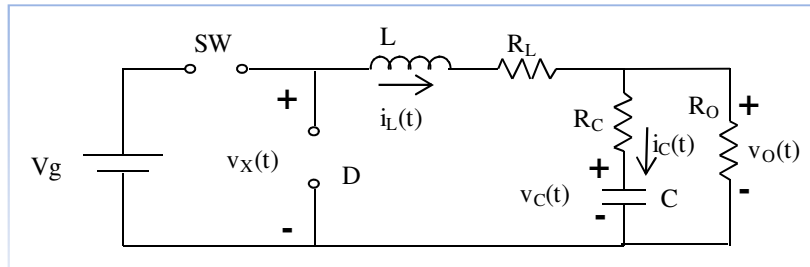 SW L R_L
+ i_L(t) R_C i_C(t) R_O +
Vg v_X(t) D + v_O(t)
v_C(t) C -
- -